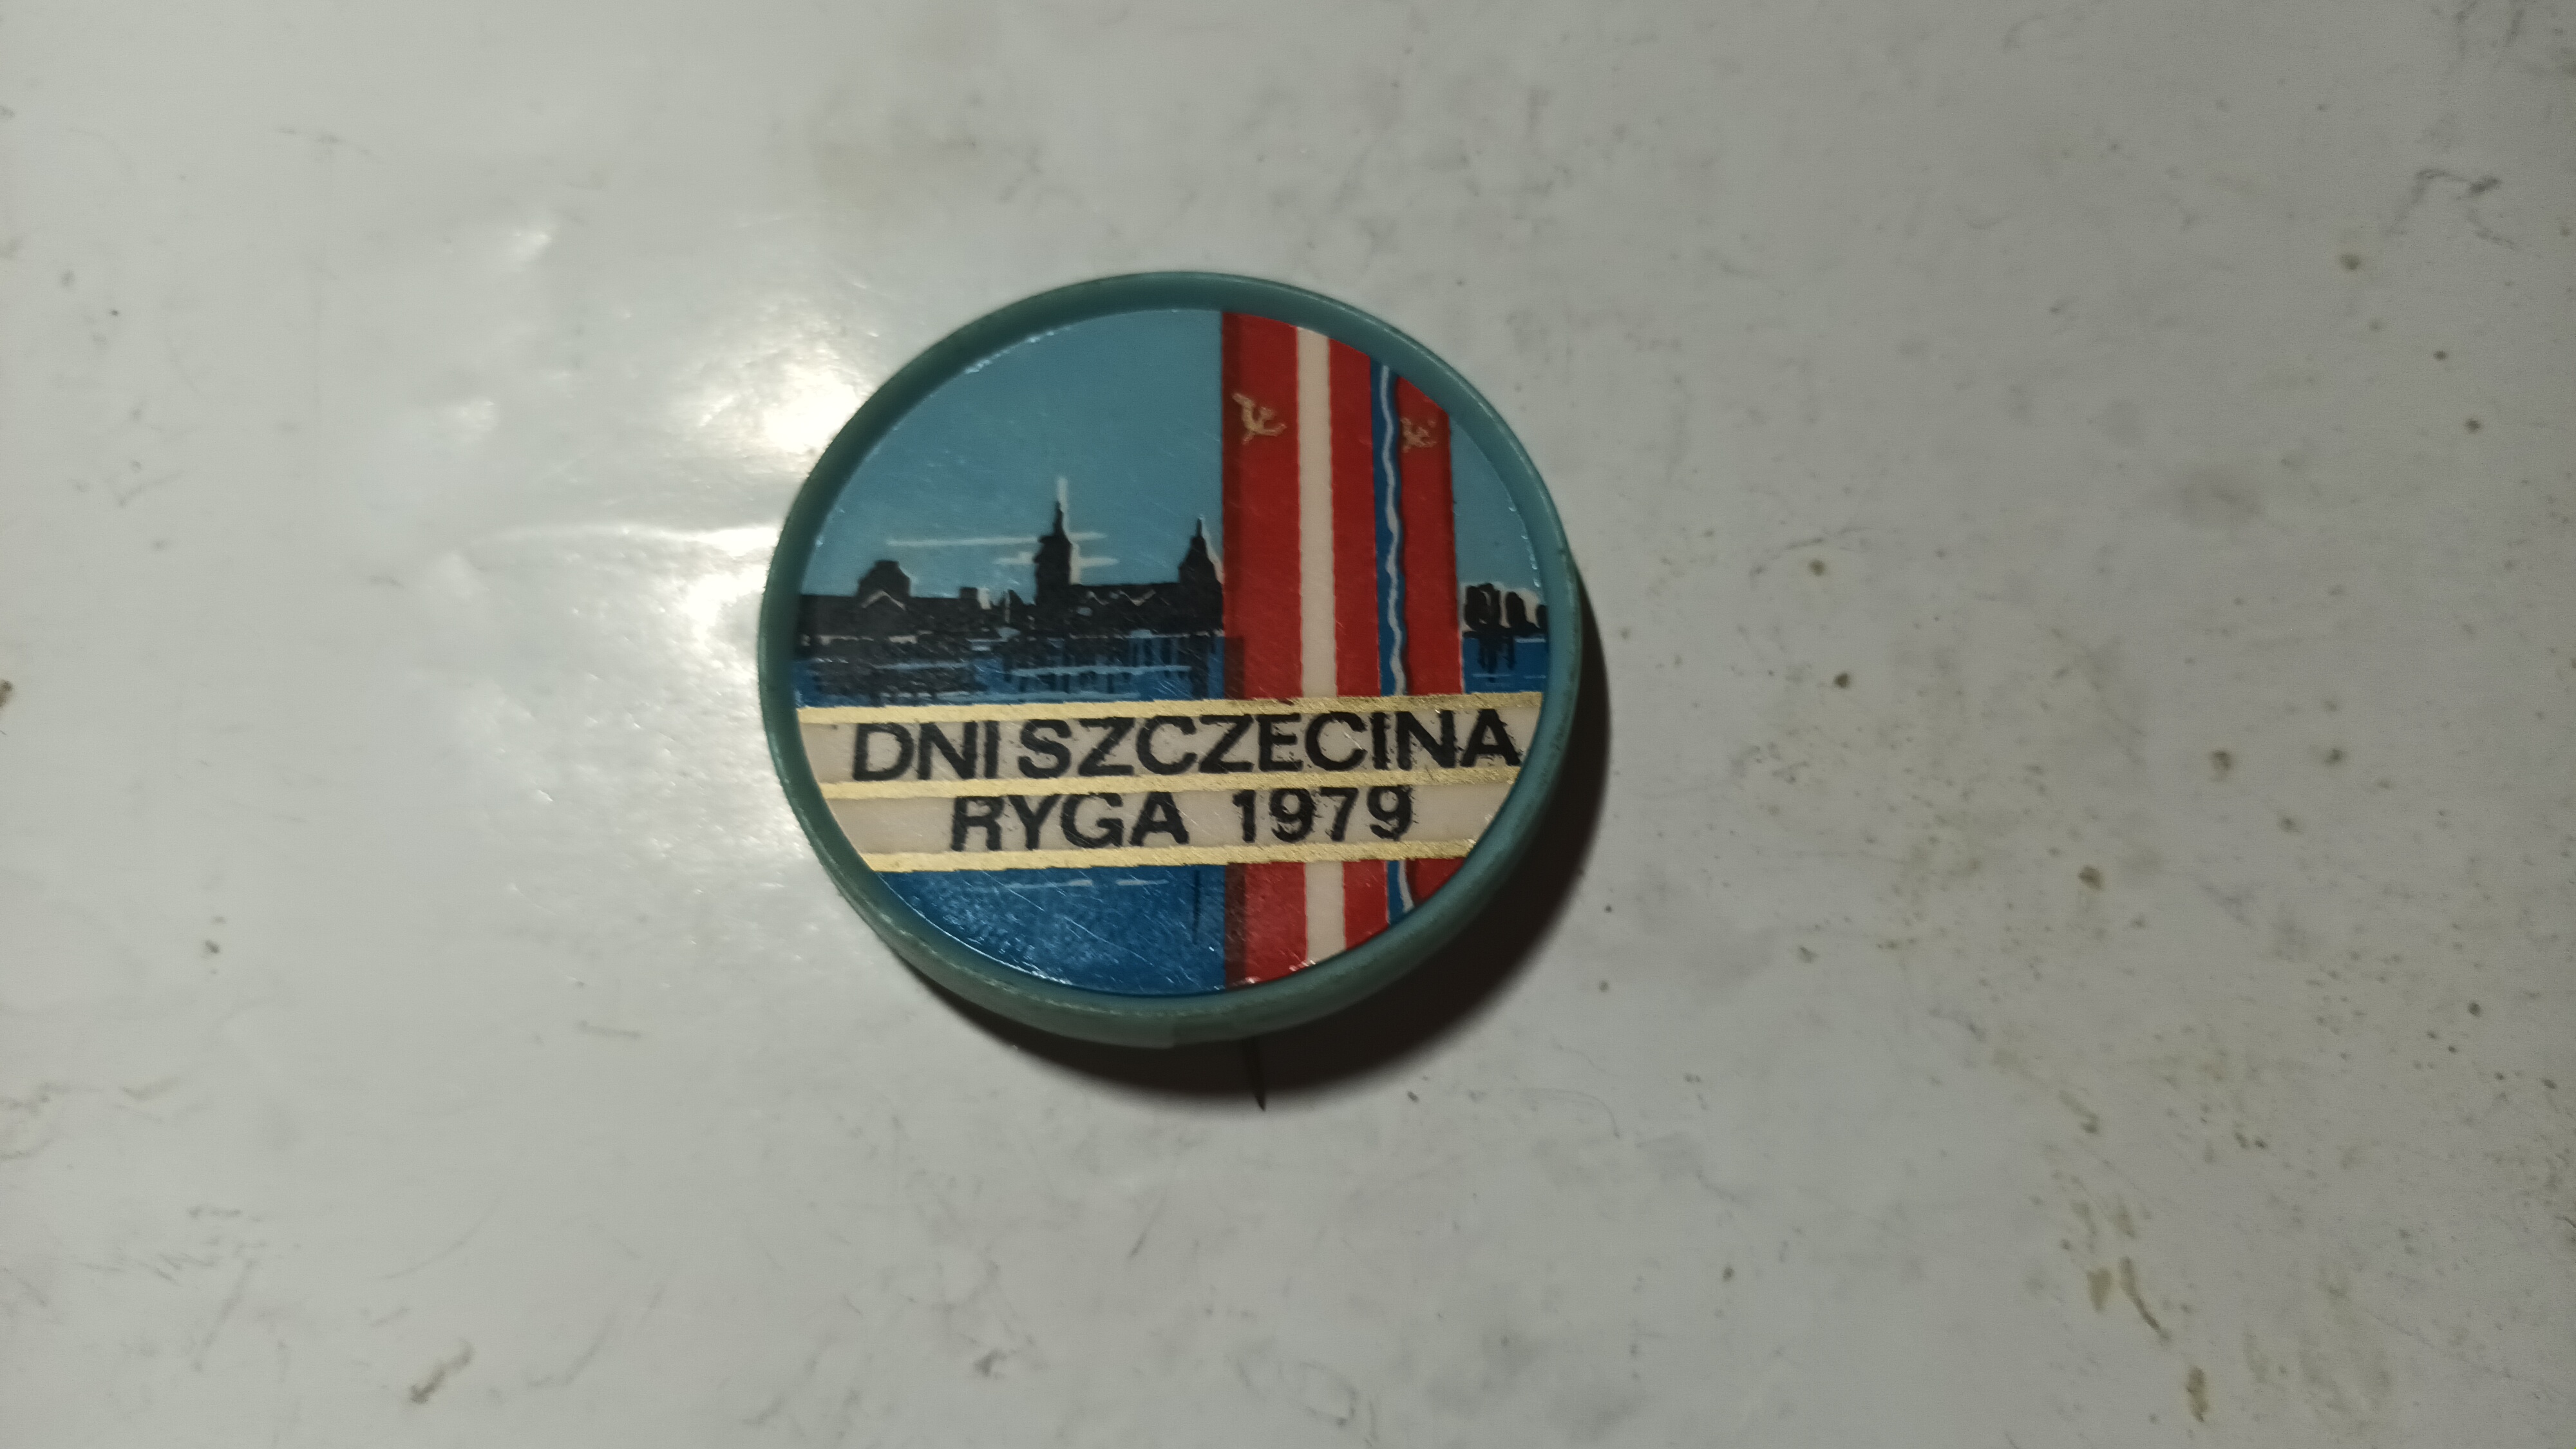 DNI SZCZECINA
RYGA 1979